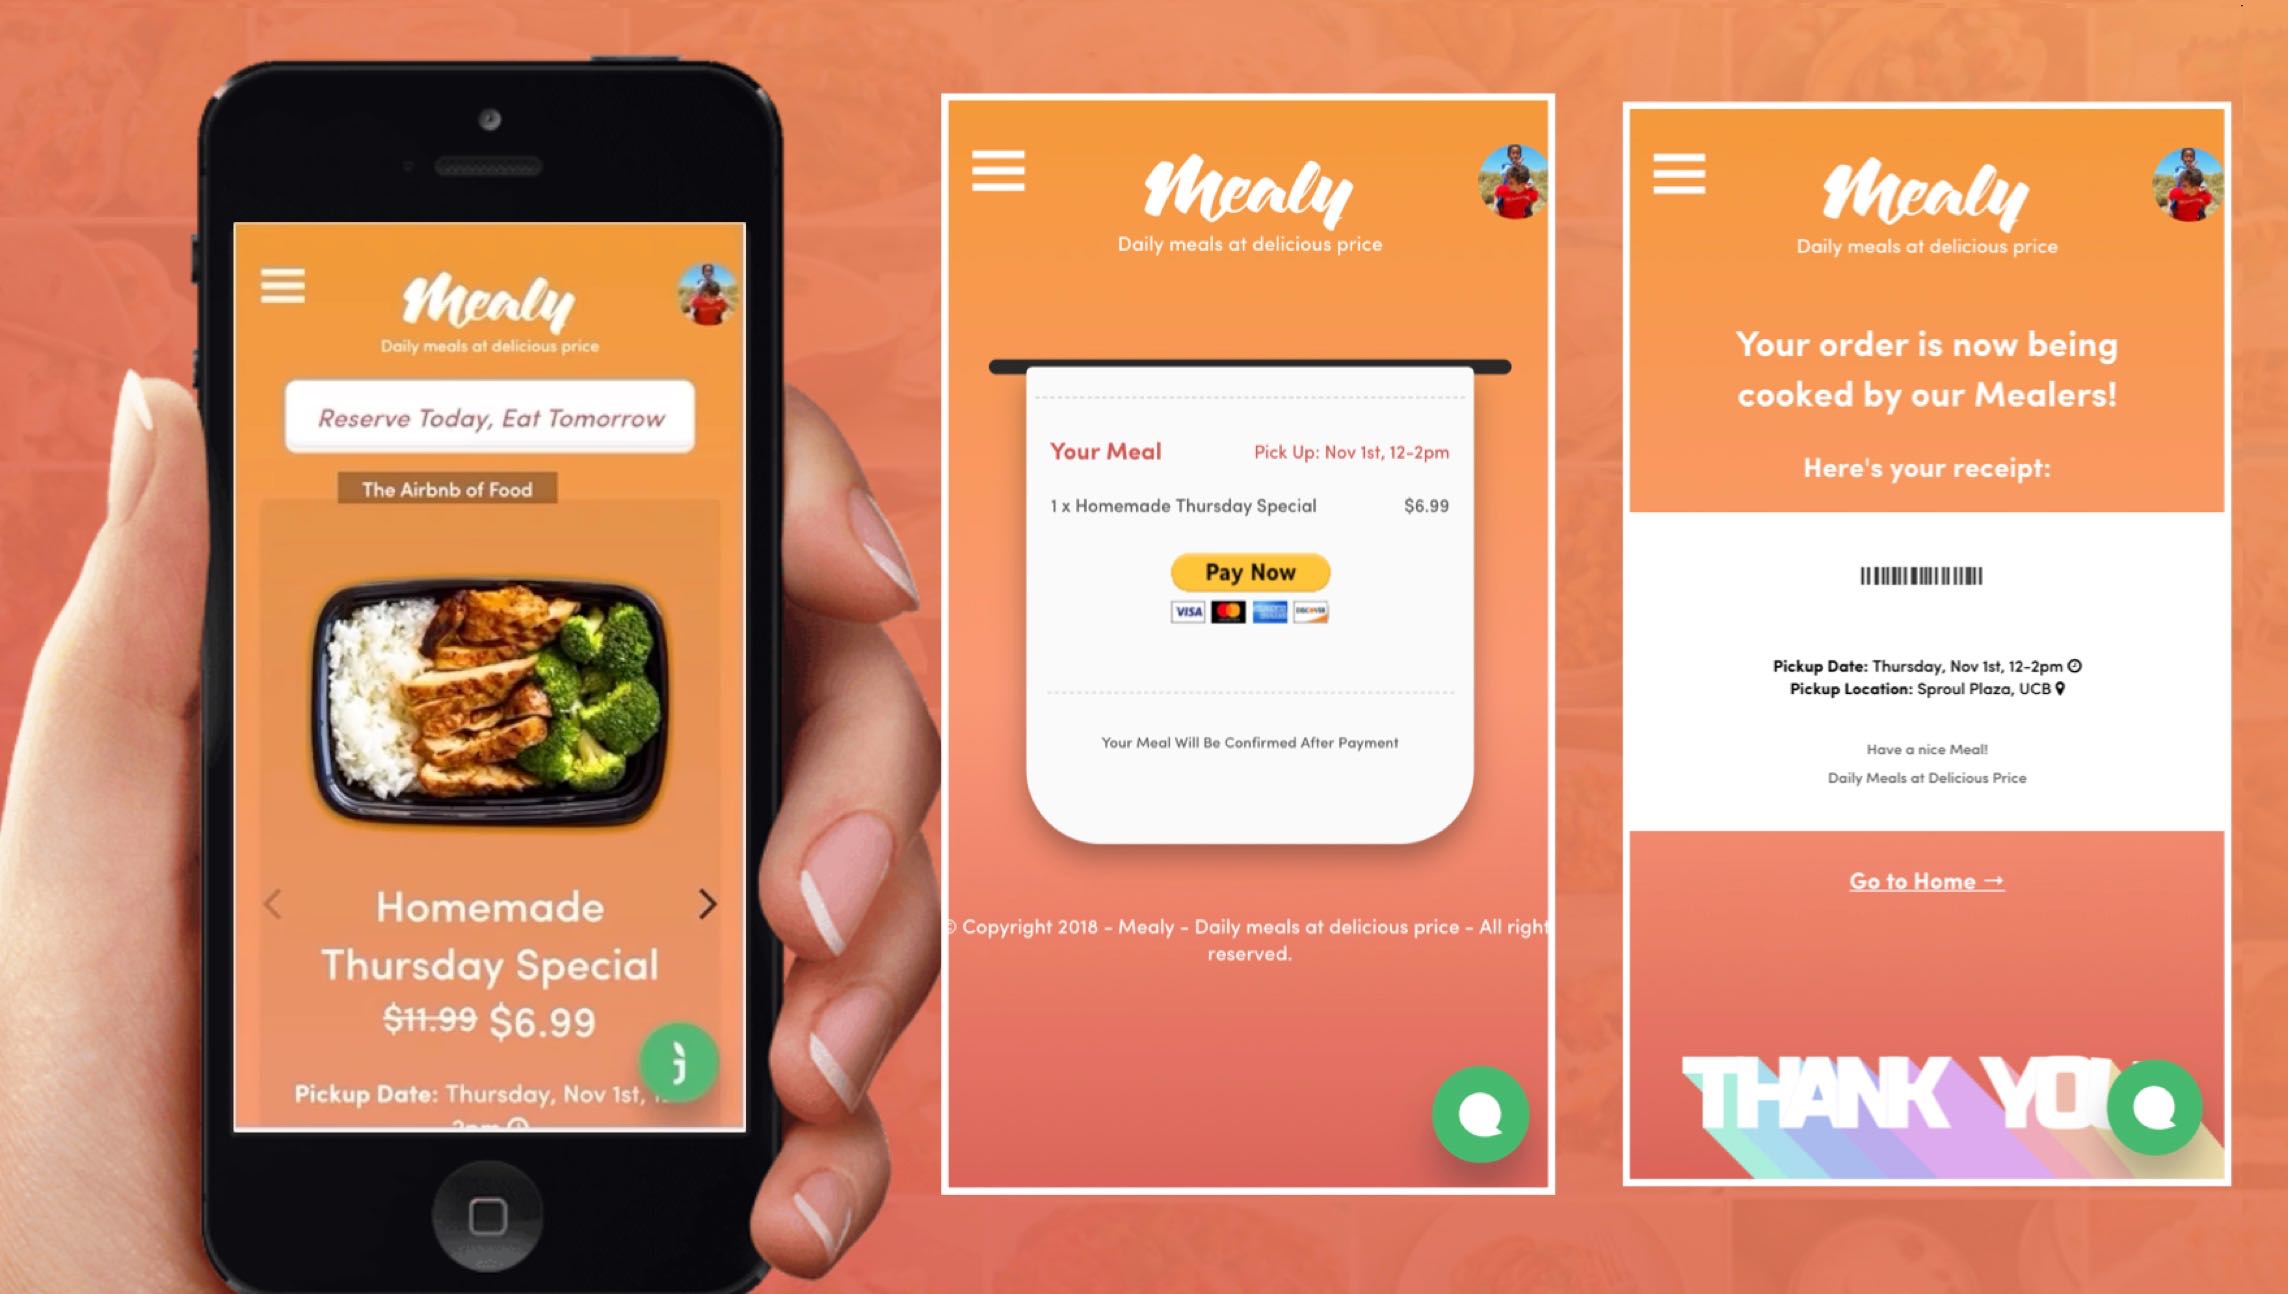 Mealy
Daily meals at delicious price
Reserve Today, Eat Tomorrow
The Airbnb of Food
Homemade
Thursday Special
$11.99 $6.99
Pickup Date: Thursday, Nov 1st,
2pm
Mealy
Daily meals at delicious price
Your Meal Pick Up: Nov 1st, 12-2pm
1 x Homemade Thursday Special $6.99
Pay Now
VISA DISCOVER
Your Meal Will Be Confirmed After Payment
© Copyright 2018 - Mealy - Daily meals at delicious price - All right
reserved.
Mealy
Daily meals at delicious price
Your order is now being
cooked by our Mealers!
Here's your receipt:
Pickup Date: Thursday, Nov 1st, 12-2pm
Pickup Location: Sproul Plaza, UCB
Have a nice Meal!
Daily Meals at Delicious Price
Go to Home →
THANK YOU